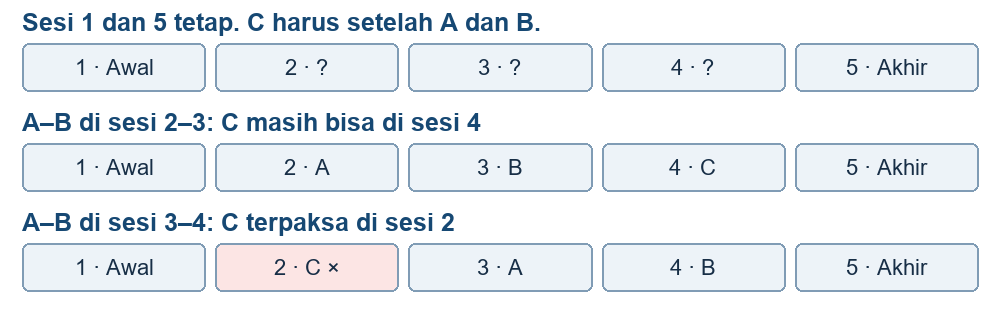 Sesi 1 dan 5 tetap. C harus setelah A dan B.
1 · Awal
2 · ?
3 · ?
4 · ?
5 · Akhir
A–B di sesi 2–3: C masih bisa di sesi 4
1 · Awal
2 · A
3 · B
4 · C
5 · Akhir
A–B di sesi 3–4: C terpaksa di sesi 2
1 · Awal
2 · C ×
3 · A
4 · B
5 · Akhir